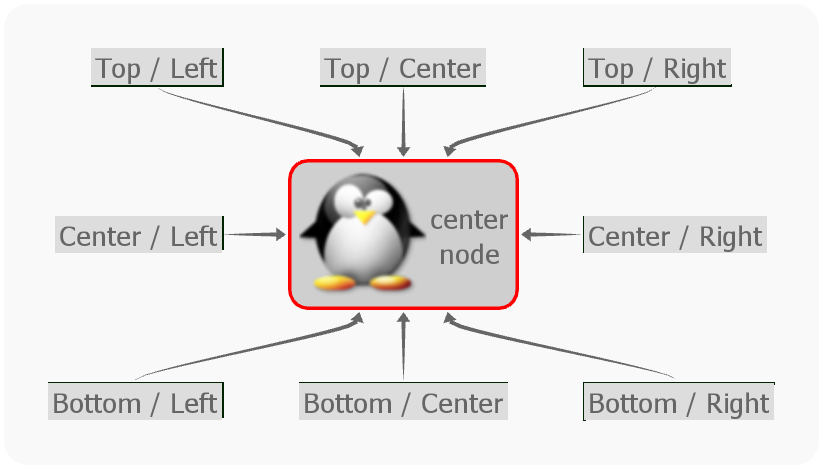 Top / Left
Top / Center
Top / Right
Center / Left
center
node
Center / Right
Bottom / Left
Bottom / Center
Bottom / Right